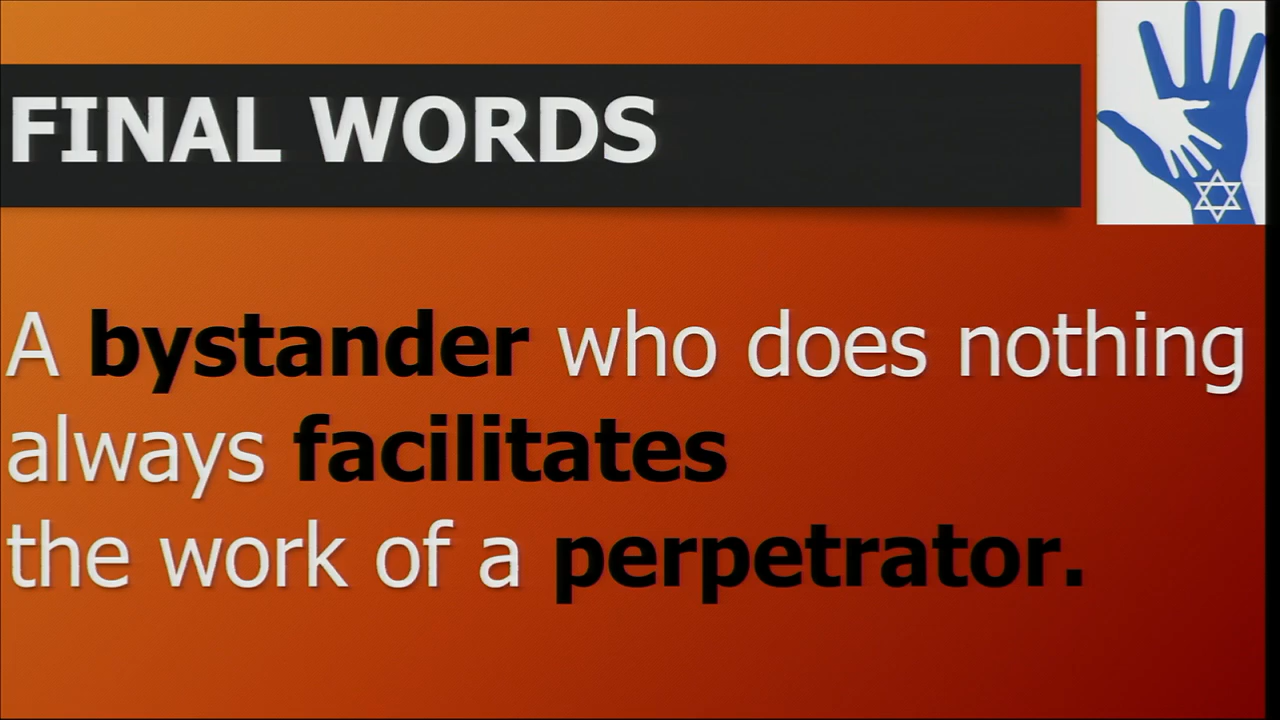 FINAL WORDS
A bystander who does nothing
always facilitates
the work of a perpetrator.